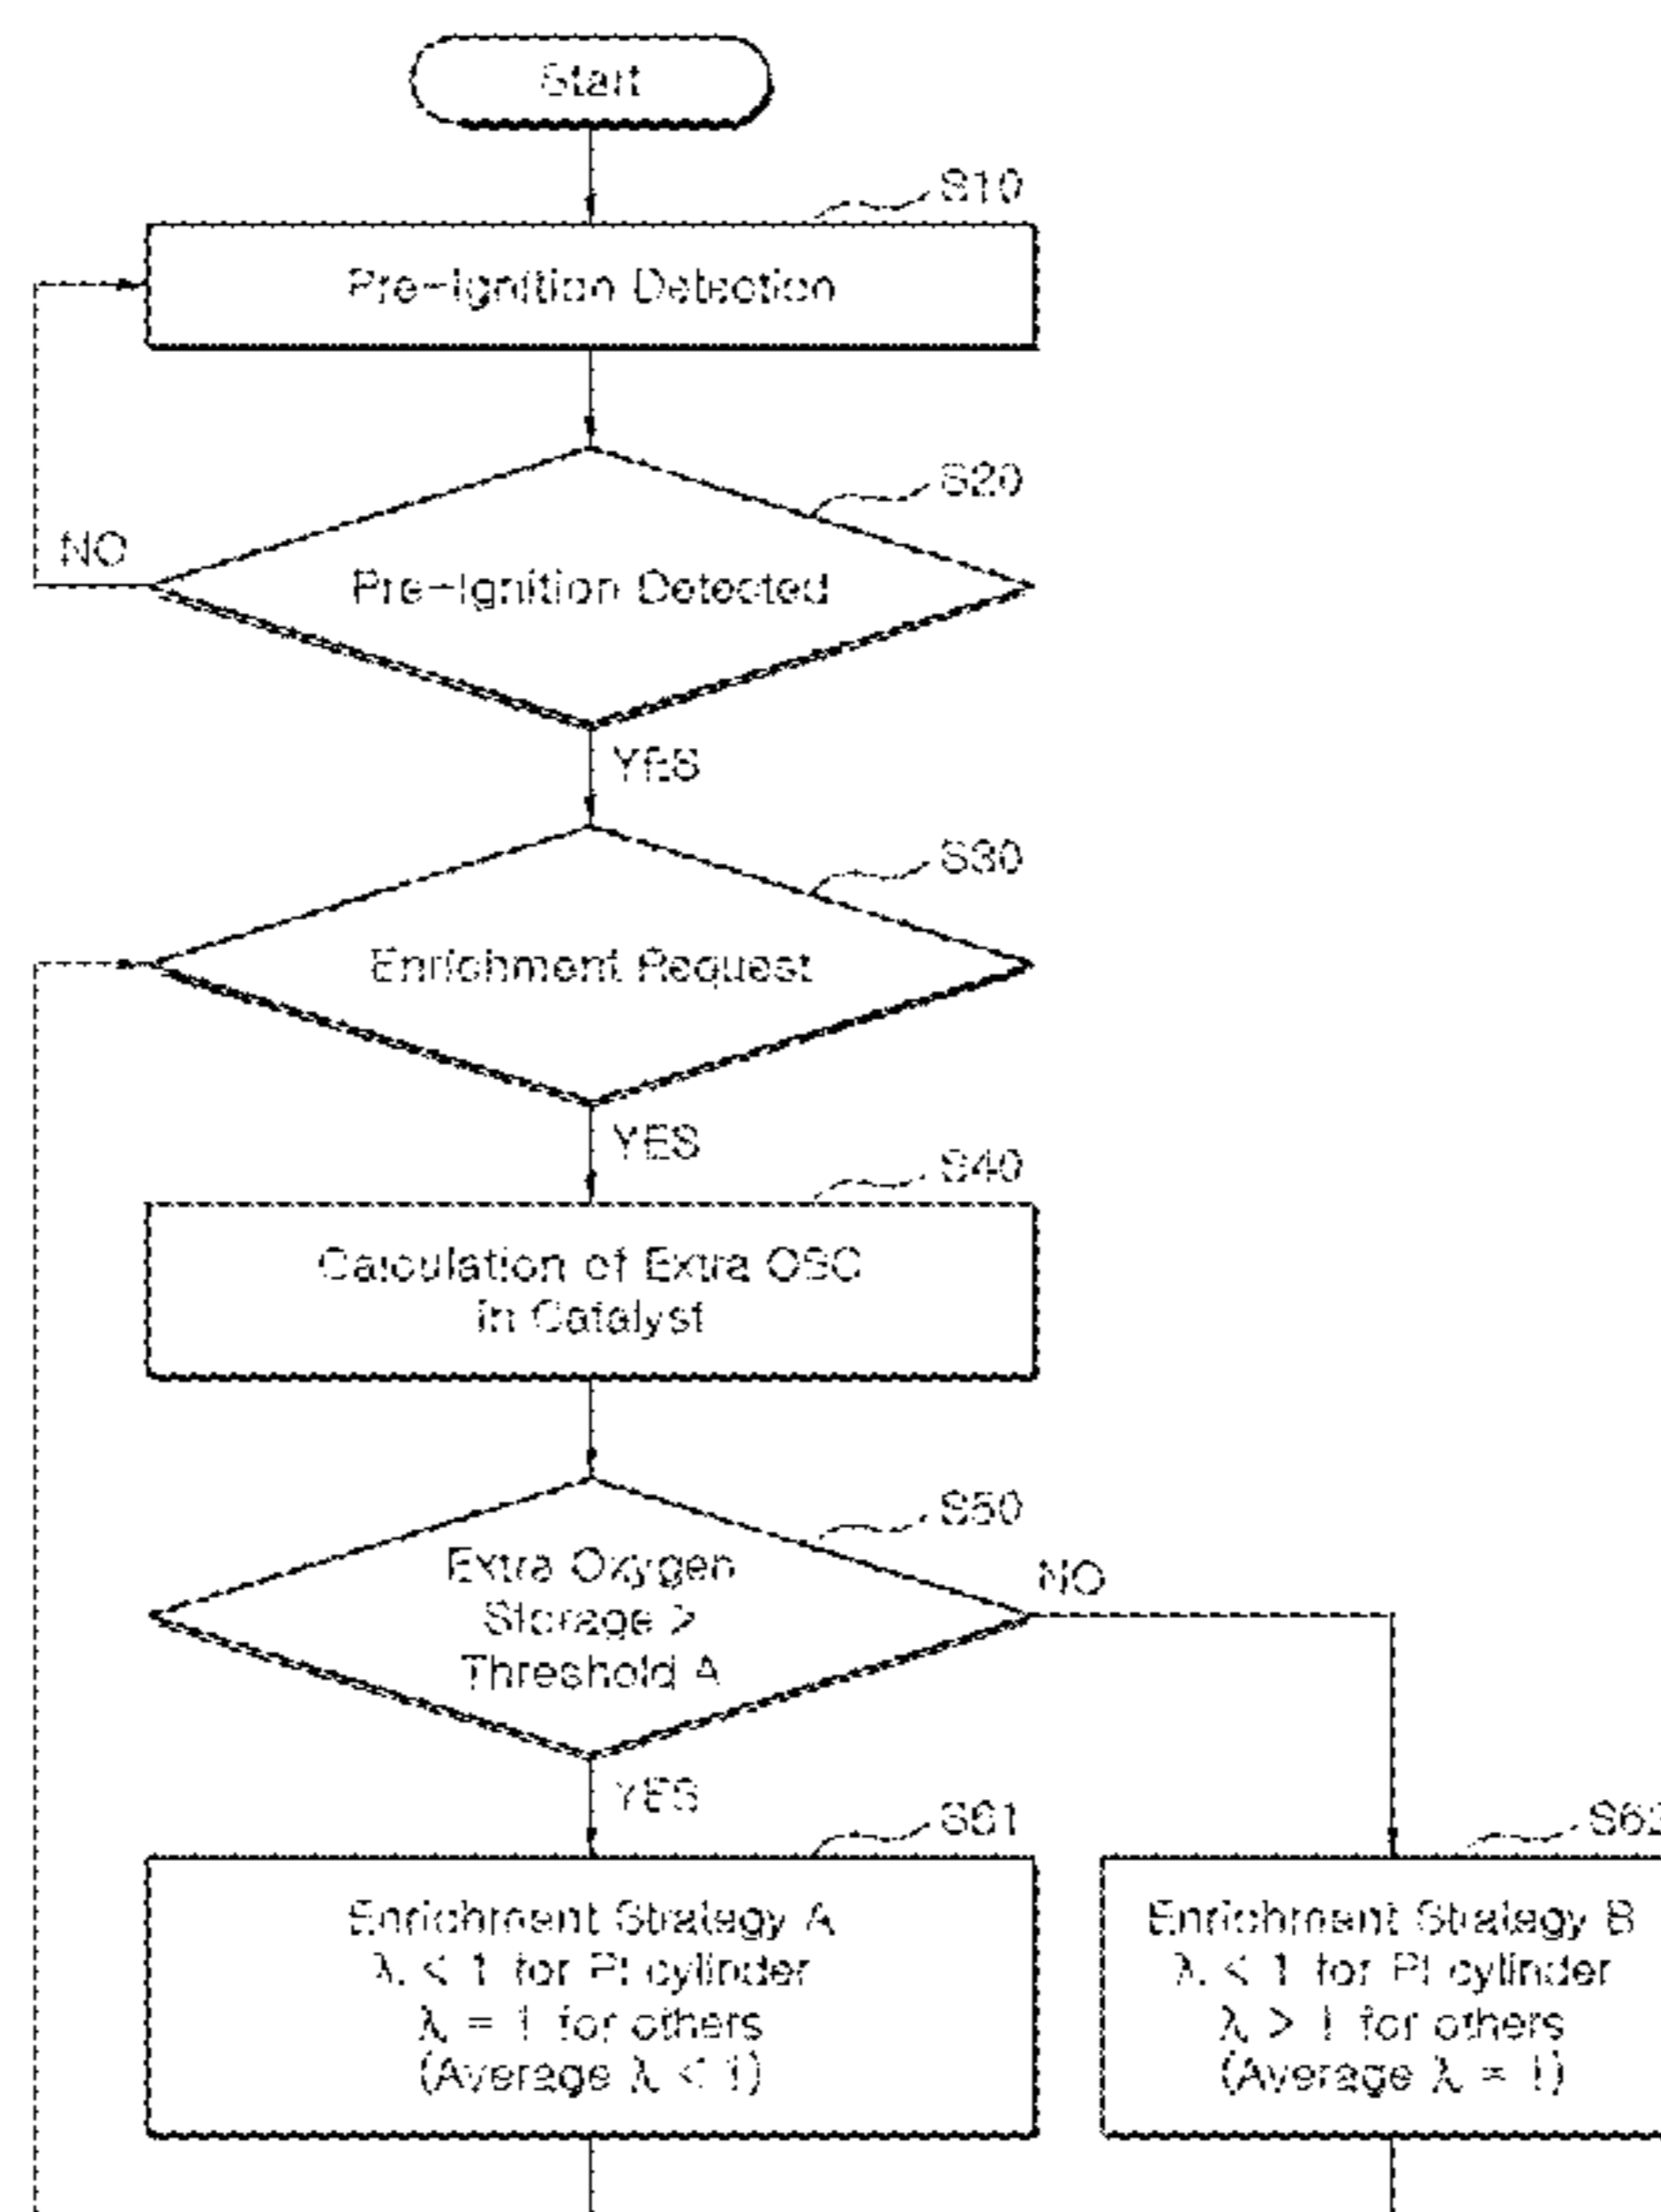 Start
S10
Pre-Ignition Detection
S20
NO
Pre-Ignition Detected
YES
S30
Enrichment Request
YES
S40
Calculation of Extra OSC
in Catalyst
S50
Extra Oxygen
Storage >
Threshold A
NO
YES
S61
S62
Enrichment Strategy A
λ < 1 for PI cylinder
λ = 1 for others
(Average λ < 1)
Enrichment Strategy B
λ < 1 for PI cylinder
λ > 1 for others
(Average λ = 1)